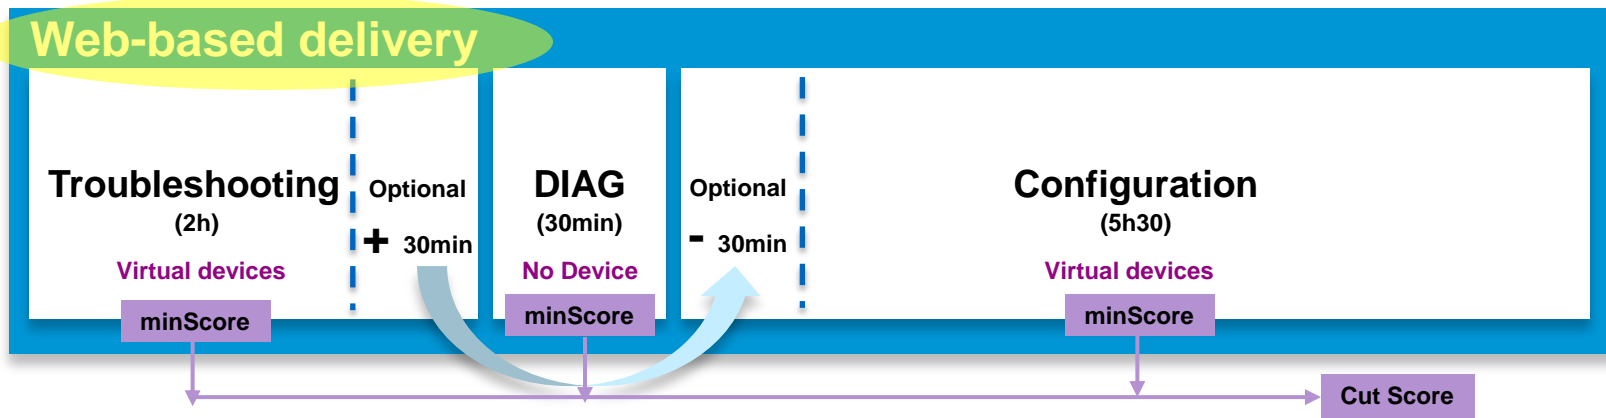 Web-based delivery
Troubleshooting
(2h)
Virtual devices
minScore
Optional
+ 30min
DIAG
(30min)
No Device
minScore
Optional
- 30min
Configuration
(5h30)
Virtual devices
minScore
Cut Score